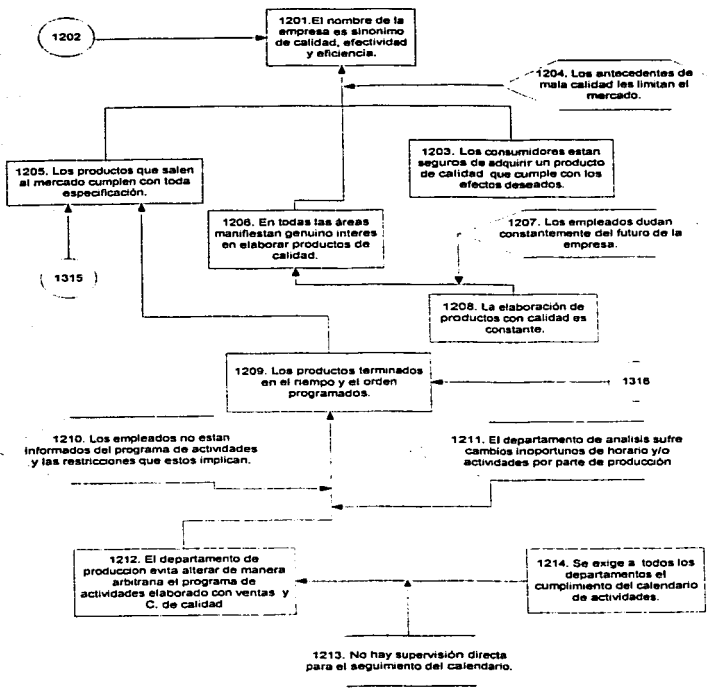 1201.El nombre de la
empresa es sinonimo
de calidad, efectividad
y eficiencia.
1202
1204. Los antecedentes de
mala calidad les limitan el
mercado.
1205. Los productos que salen
al mercado cumplen con toda
especificación.
1203. Los consumidores estan
seguros de adquirir un producto
de calidad que cumple con los
efectos deseados.
1206. En todas las áreas
manifiestan genuino interes
en elaborar productos de
calidad.
1207. Los empleados dudan
constantemente del futuro de la
empresa.
1315
1208. La elaboración de
productos con calidad es
constante.
1209. Los productos terminados
en el tiempo y el orden
programados.
1316
1210. Los empleados no estan
informados del programa de actividades
y las restricciones que estos implican.
1211. El departamento de analisis sufre
cambios inoportunos de horario y/o
actividades por parte de producción
1212. El departamento de
produccion evita alterar de manera
arbitraria el programa de
actividades elaborado con ventas y
C. de calidad
1214. Se exige a todos los
departamentos el
cumplimiento del calendario
de actividades.
1213. No hay supervisión directa
para el seguimiento del calendario.